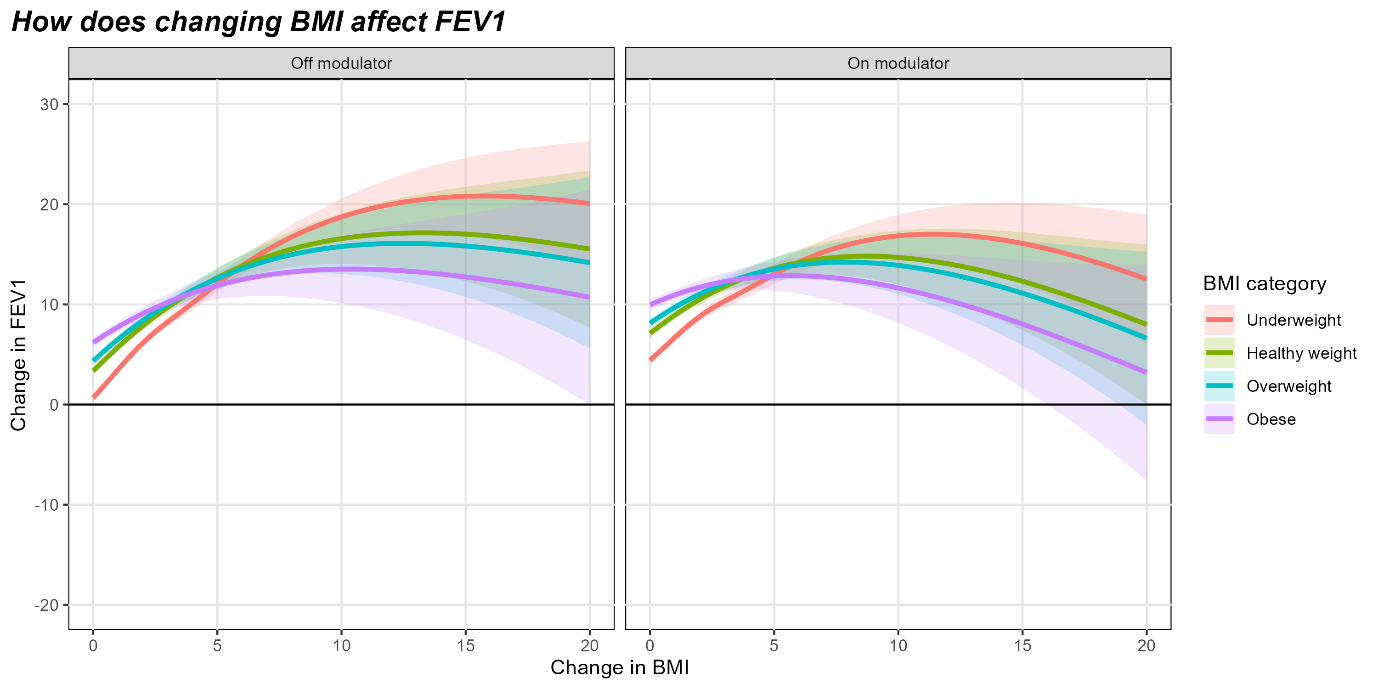 How does changing BMI affect FEV1
Off modulator
On modulator
Change in FEV1
30
20
10
0
-10
-20
0 5 10 15 20
0 5 10 15 20
Change in BMI
BMI category
Underweight
Healthy weight
Overweight
Obese